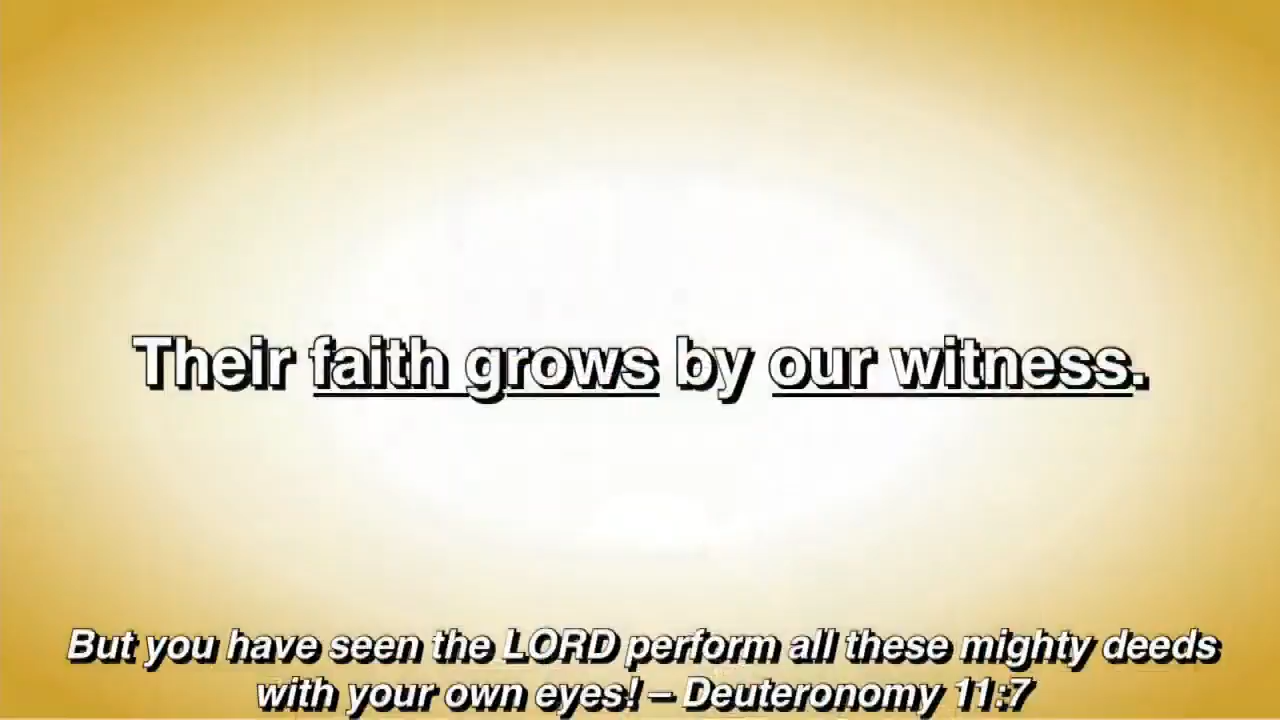 Their faith grows by our witness.
But you have seen the LORD perform all these mighty deeds
with your own eyes! – Deuteronomy 11:7